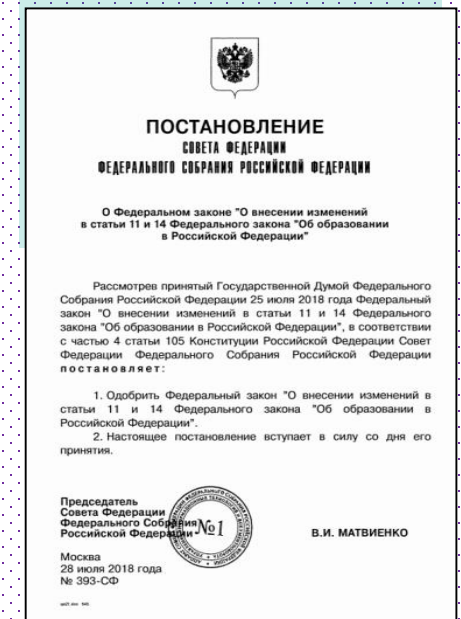 ПОСТАНОВЛЕНИЕ
СОВЕТА ФЕДЕРАЦИИ
ФЕДЕРАЛЬНОГО СОБРАНИЯ РОССИЙСКОЙ ФЕДЕРАЦИИ
О Федеральном законе "О внесении изменений
в статьи 11 и 14 Федерального закона "Об образовании
в Российской Федерации"
Рассмотрев принятый Государственной Думой Федерального
Собрания Российской Федерации 25 июля 2018 года Федеральный
закон "О внесении изменений в статьи 11 и 14 Федерального
закона "Об образовании в Российской Федерации", в соответствии
с частью 4 статьи 105 Конституции Российской Федерации Совет
Федерации Федерального Собрания Российской Федерации
постановляет:
1. Одобрить Федеральный закон "О внесении изменений в
статьи 11 и 14 Федерального закона "Об образовании в
Российской Федерации".
2. Настоящее постановление вступает в силу со дня его
принятия.
Председатель
Совета Федерации
Федерального Собрания
Российской Федерации
№1
В.И. МАТВИЕНКО
Москва
28 июля 2018 года
№ 393-СФ